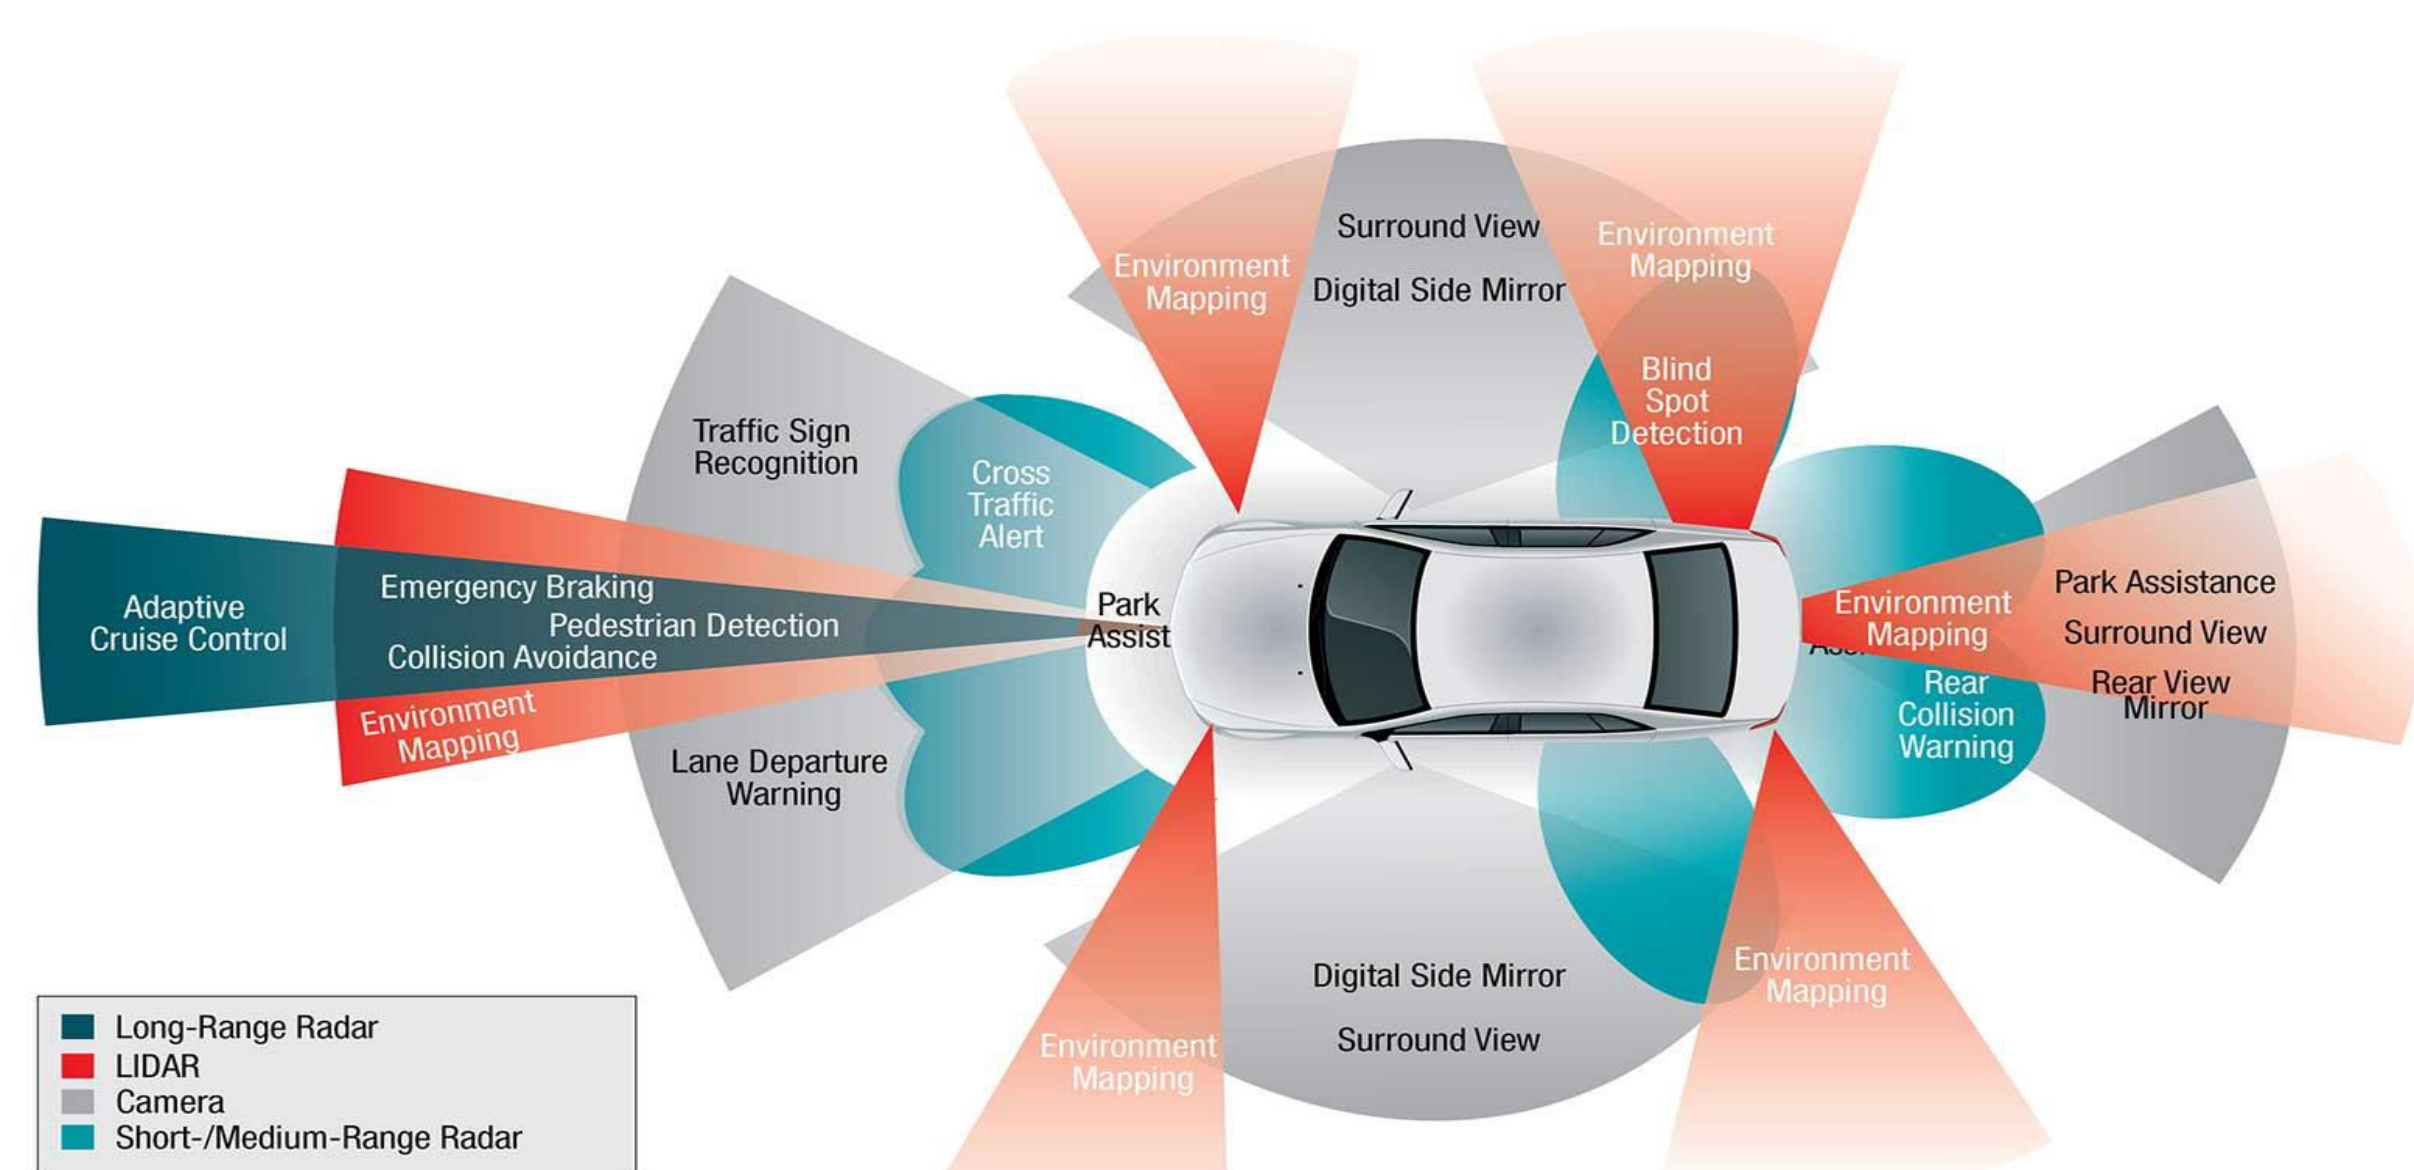 Surround View
Digital Side Mirror
Environment
Mapping
Environment
Mapping
Blind
Spot
Detection
Traffic Sign
Recognition
Cross
Traffic
Alert
Adaptive
Cruise Control
Emergency Braking
Pedestrian Detection
Collision Avoidance
Environment
Mapping
Park
Assist
Lane Departure
Warning
Environment
Mapping
Park Assistance
Surround View
Rear View
Mirror
Rear
Collision
Warning
Digital Side Mirror
Surround View
Environment
Mapping
Environment
Mapping
Long-Range Radar
LIDAR
Camera
Short-/Medium-Range Radar